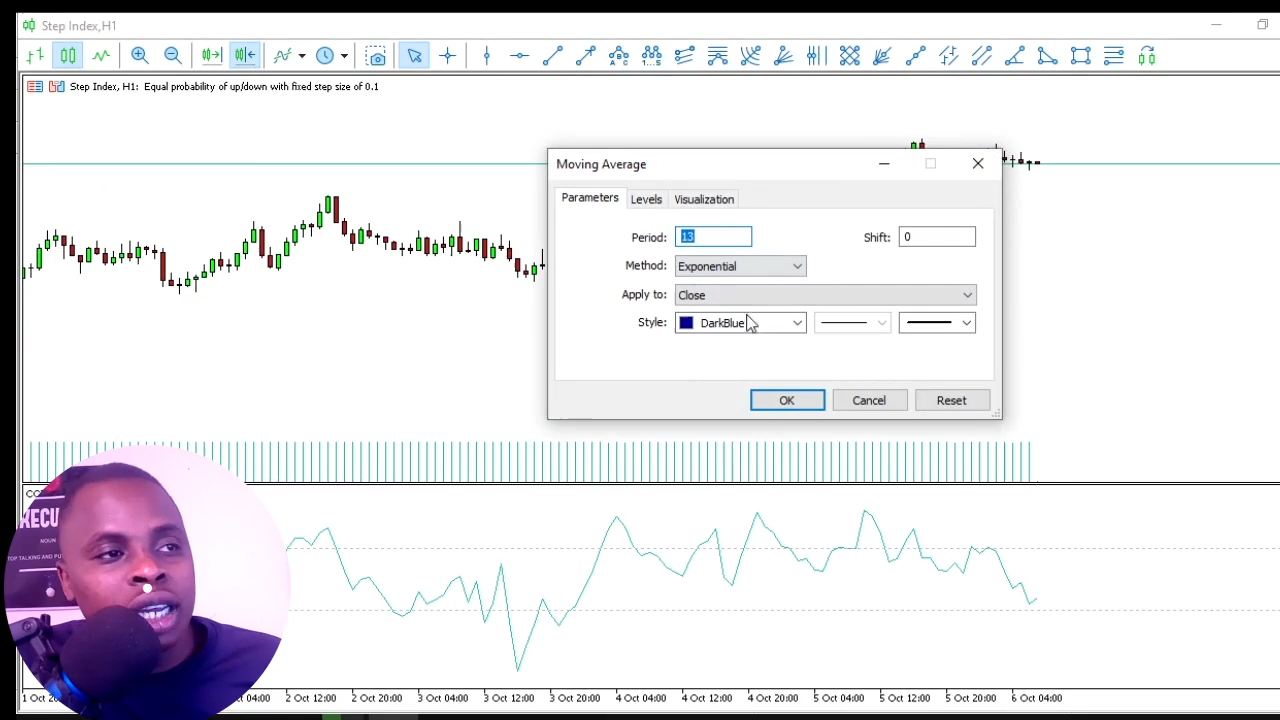 Step Index,H1
Step Index, H1: Equal probability of up/down with fixed step size of 0.1
Moving Average
Parameters Levels Visualization
Period: 13 Shift: 0
Method: Exponential
Apply to: Close
Style: DarkBlue
OK Cancel Reset
NOUN
1 Oct 04:00 2 Oct 12:00 2 Oct 20:00 3 Oct 04:00 3 Oct 12:00 3 Oct 20:00 4 Oct 04:00 4 Oct 12:00 4 Oct 20:00 5 Oct 04:00 5 Oct 12:00 5 Oct 20:00 6 Oct 04:00